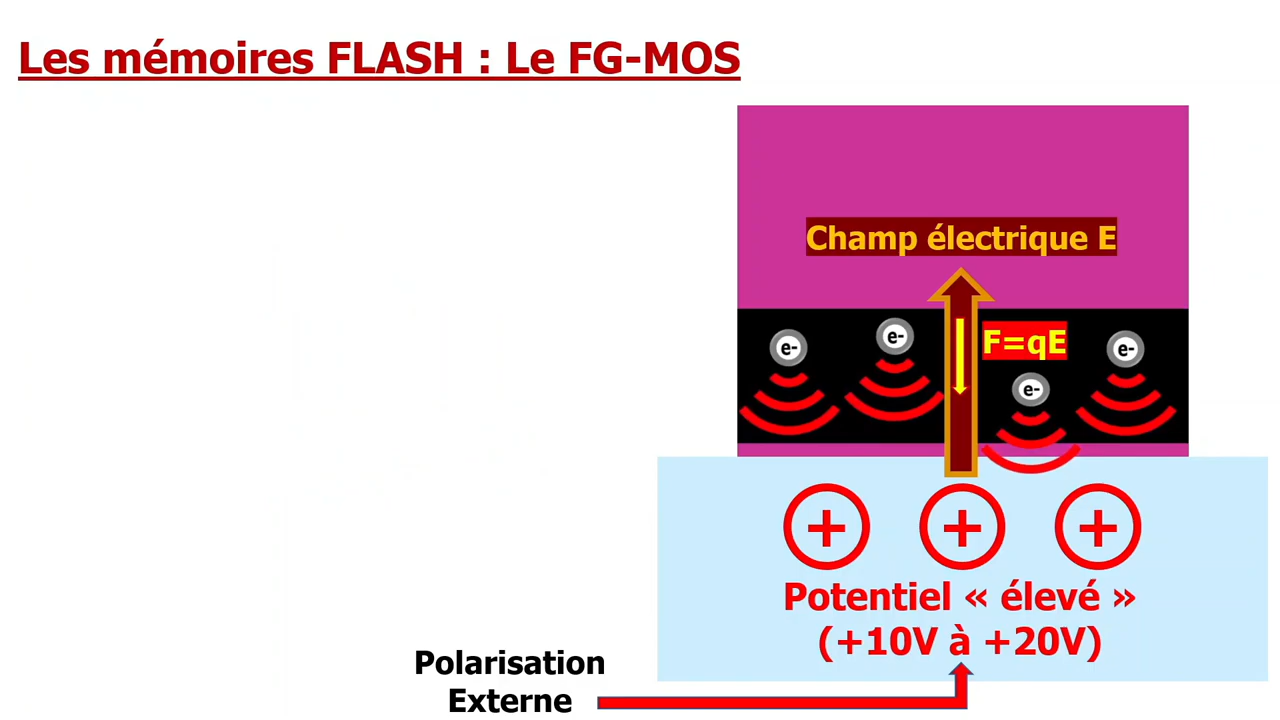 Les mémoires FLASH : Le FG-MOS
Champ électrique E
e-
e-
F=qE
e-
e-
+ + +
Potentiel « élevé »
(+10V à +20V)
Polarisation
Externe